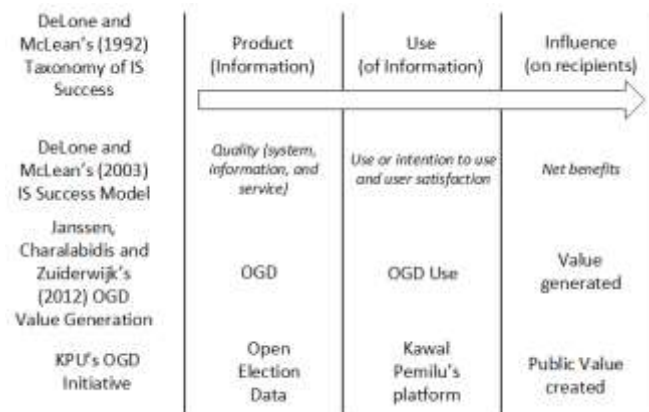 DeLone and
McLean's (1992)
Taxonomy of IS
Success
Product
(Information)
Use
(of Information)
Influence
(on recipients)
DeLone and
McLean's (2003)
IS Success Model
Quality (system,
information, and
service)
Use or intention to use
and user satisfaction
Net benefits
Janssen,
Charalabidis and
Zuiderwijk's
(2012) OGD
Value Generation
OGD
OGD Use
Value
generated
KPU's OGD
Initiative
Open
Election
Data
Kawal
Pemilu's
platform
Public Value
created